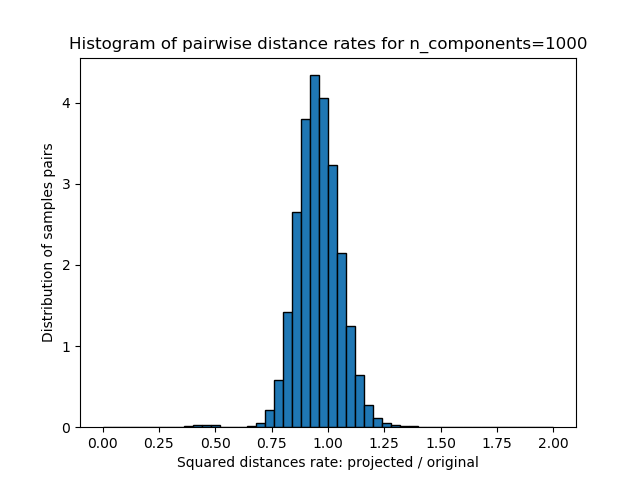 Histogram of pairwise distance rates for n_components=1000
Distribution of samples pairs
4
3
2
1
0
0.00 0.25 0.50 0.75 1.00 1.25 1.50 1.75 2.00
Squared distances rate: projected / original